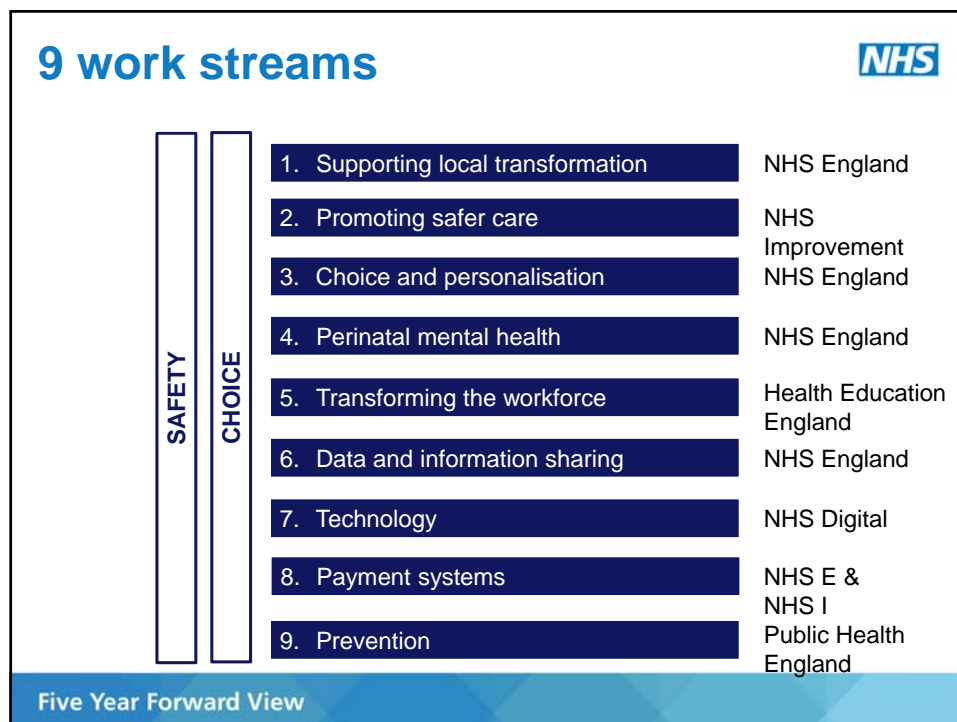 9 work streams
NHS
SAFETY
CHOICE
1. Supporting local transformation
NHS England
2. Promoting safer care
NHS
Improvement
3. Choice and personalisation
NHS England
4. Perinatal mental health
NHS England
5. Transforming the workforce
Health Education
England
6. Data and information sharing
NHS England
7. Technology
NHS Digital
8. Payment systems
NHS E &
NHS I
9. Prevention
Public Health
England
Five Year Forward View